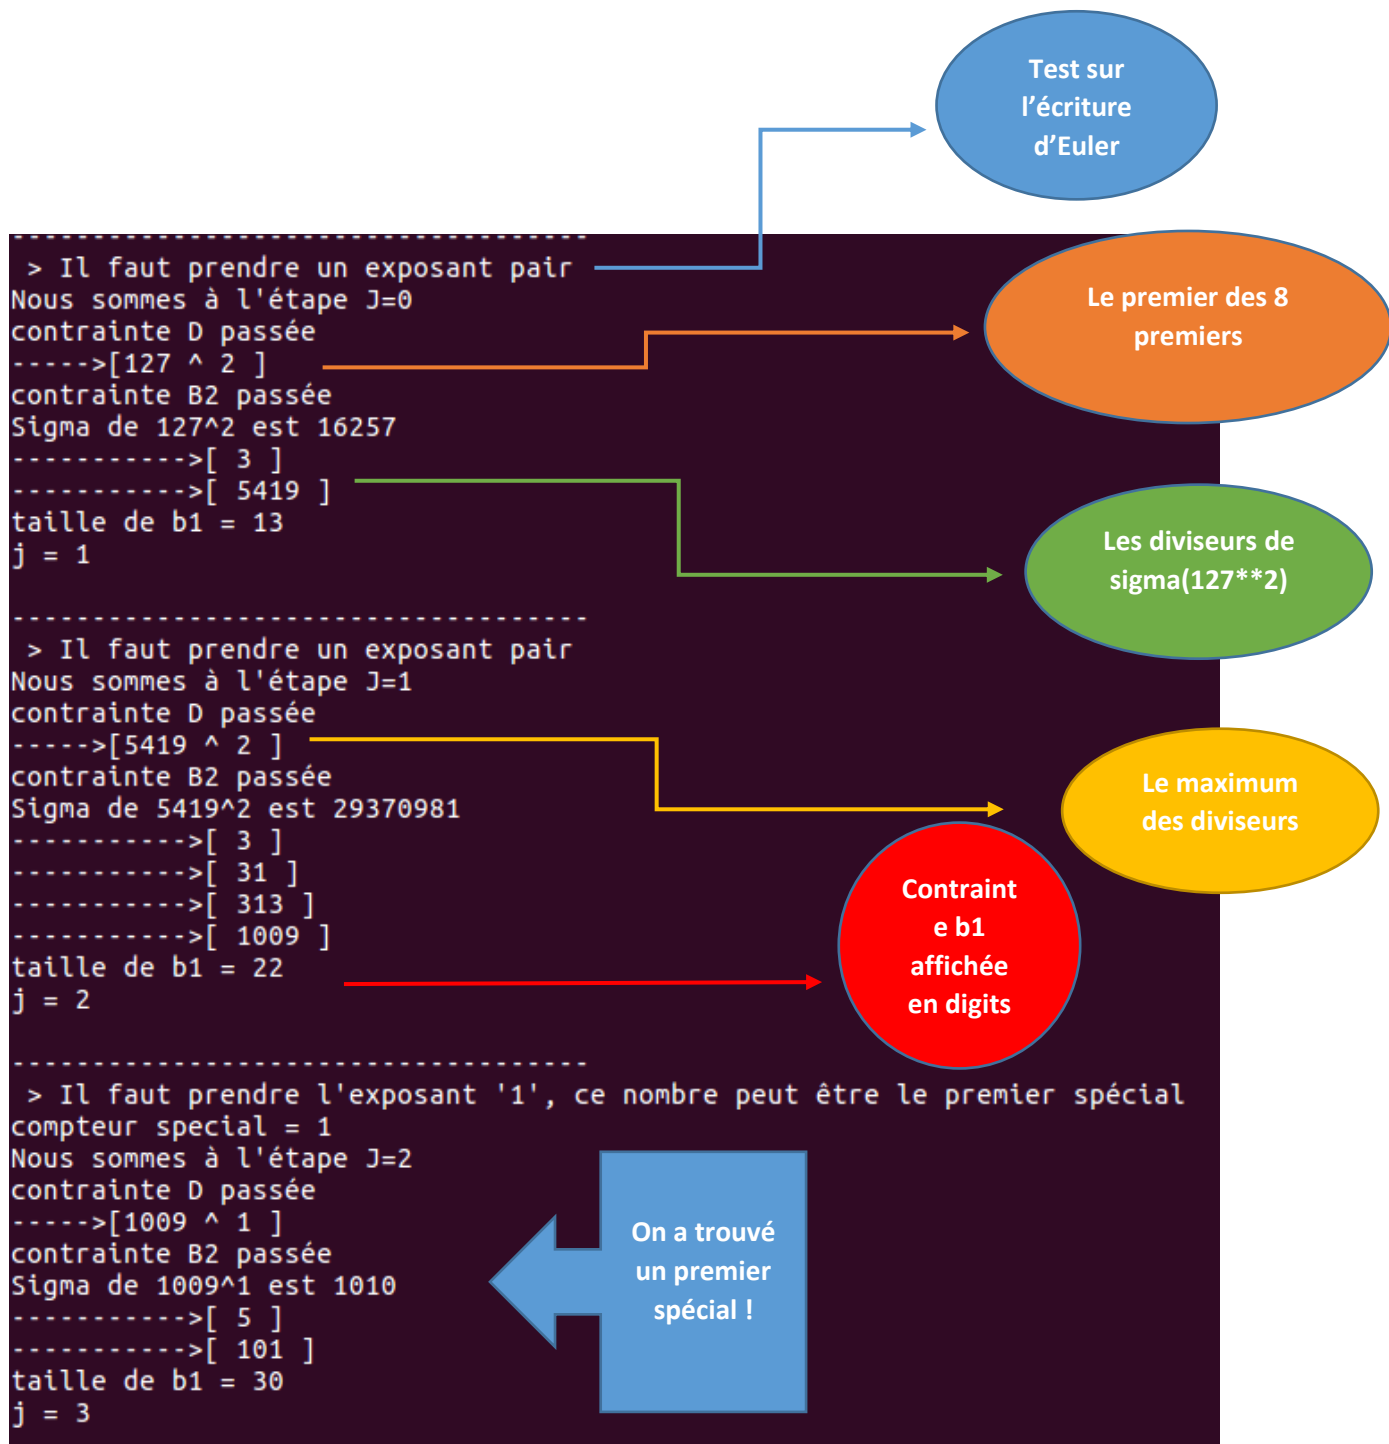 Test sur
l'écriture
d'Euler
------------------------------------
> Il faut prendre un exposant pair
Nous sommes à l'étape J=0
contrainte D passée
----->[127 ^ 2 ]
contrainte B2 passée
Sigma de 127^2 est 16257
----------->[ 3 ]
----------->[ 5419 ]
taille de b1 = 13
j = 1
Le premier des 8
premiers
Les diviseurs de
sigma(127**2)
------------------------------------
> Il faut prendre un exposant pair
Nous sommes à l'étape J=1
contrainte D passée
----->[5419 ^ 2 ]
contrainte B2 passée
Sigma de 5419^2 est 29370981
----------->[ 3 ]
----------->[ 31 ]
----------->[ 313 ]
----------->[ 1009 ]
taille de b1 = 22
j = 2
Le maximum
des diviseurs
Contraint
e b1
affichée
en digits
------------------------------------
> Il faut prendre l'exposant '1', ce nombre peut être le premier spécial
compteur special = 1
Nous sommes à l'étape J=2
contrainte D passée
----->[1009 ^ 1 ]
contrainte B2 passée
Sigma de 1009^1 est 1010
----------->[ 5 ]
----------->[ 101 ]
taille de b1 = 30
j = 3
On a trouvé
un premier
spécial !